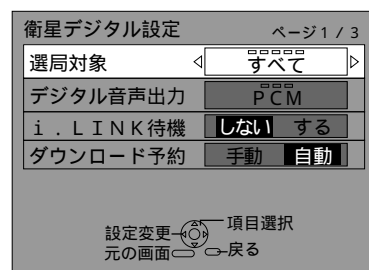 衛星デジタル設定 ページ1/3
選局対象 すべて
デジタル音声出力 PCM
i.LINK待機 しない する
ダウンロード予約 手動 自動
設定変更 項目選択
元の画面 戻る